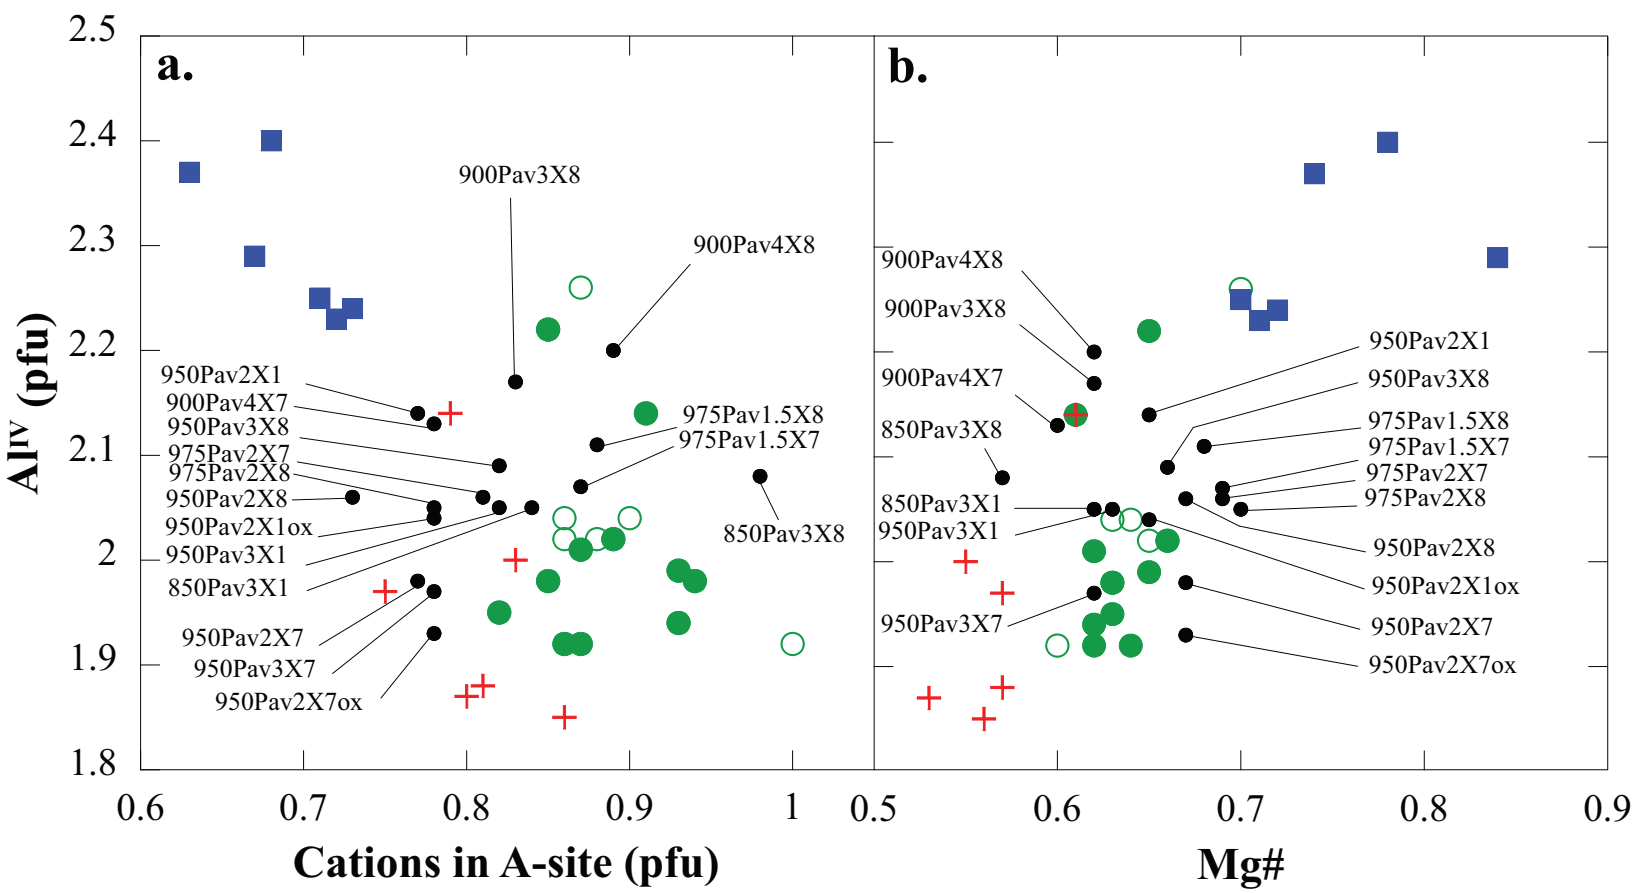 2.5
2.4
2.3
2.2
2.1
2
1.9
1.8
Al^IV (pfu)
a.
900Pav3X8
900Pav4X8
950Pav2X1
900Pav4X7
950Pav3X8
975Pav2X7
975Pav2X8
950Pav2X8
950Pav2X1ox
950Pav3X1
850Pav3X1
950Pav2X7
950Pav3X7
950Pav2X7ox
975Pav1.5X8
975Pav1.5X7
850Pav3X8
0.6 0.7 0.8 0.9 1
Cations in A-site (pfu)
b.
900Pav4X8
900Pav3X8
900Pav4X7
850Pav3X8
850Pav3X1
950Pav3X1
950Pav3X7
950Pav2X1
950Pav3X8
975Pav1.5X8
975Pav1.5X7
975Pav2X7
975Pav2X8
950Pav2X8
950Pav2X1ox
950Pav2X7
950Pav2X7ox
0.5 0.6 0.7 0.8 0.9
Mg#